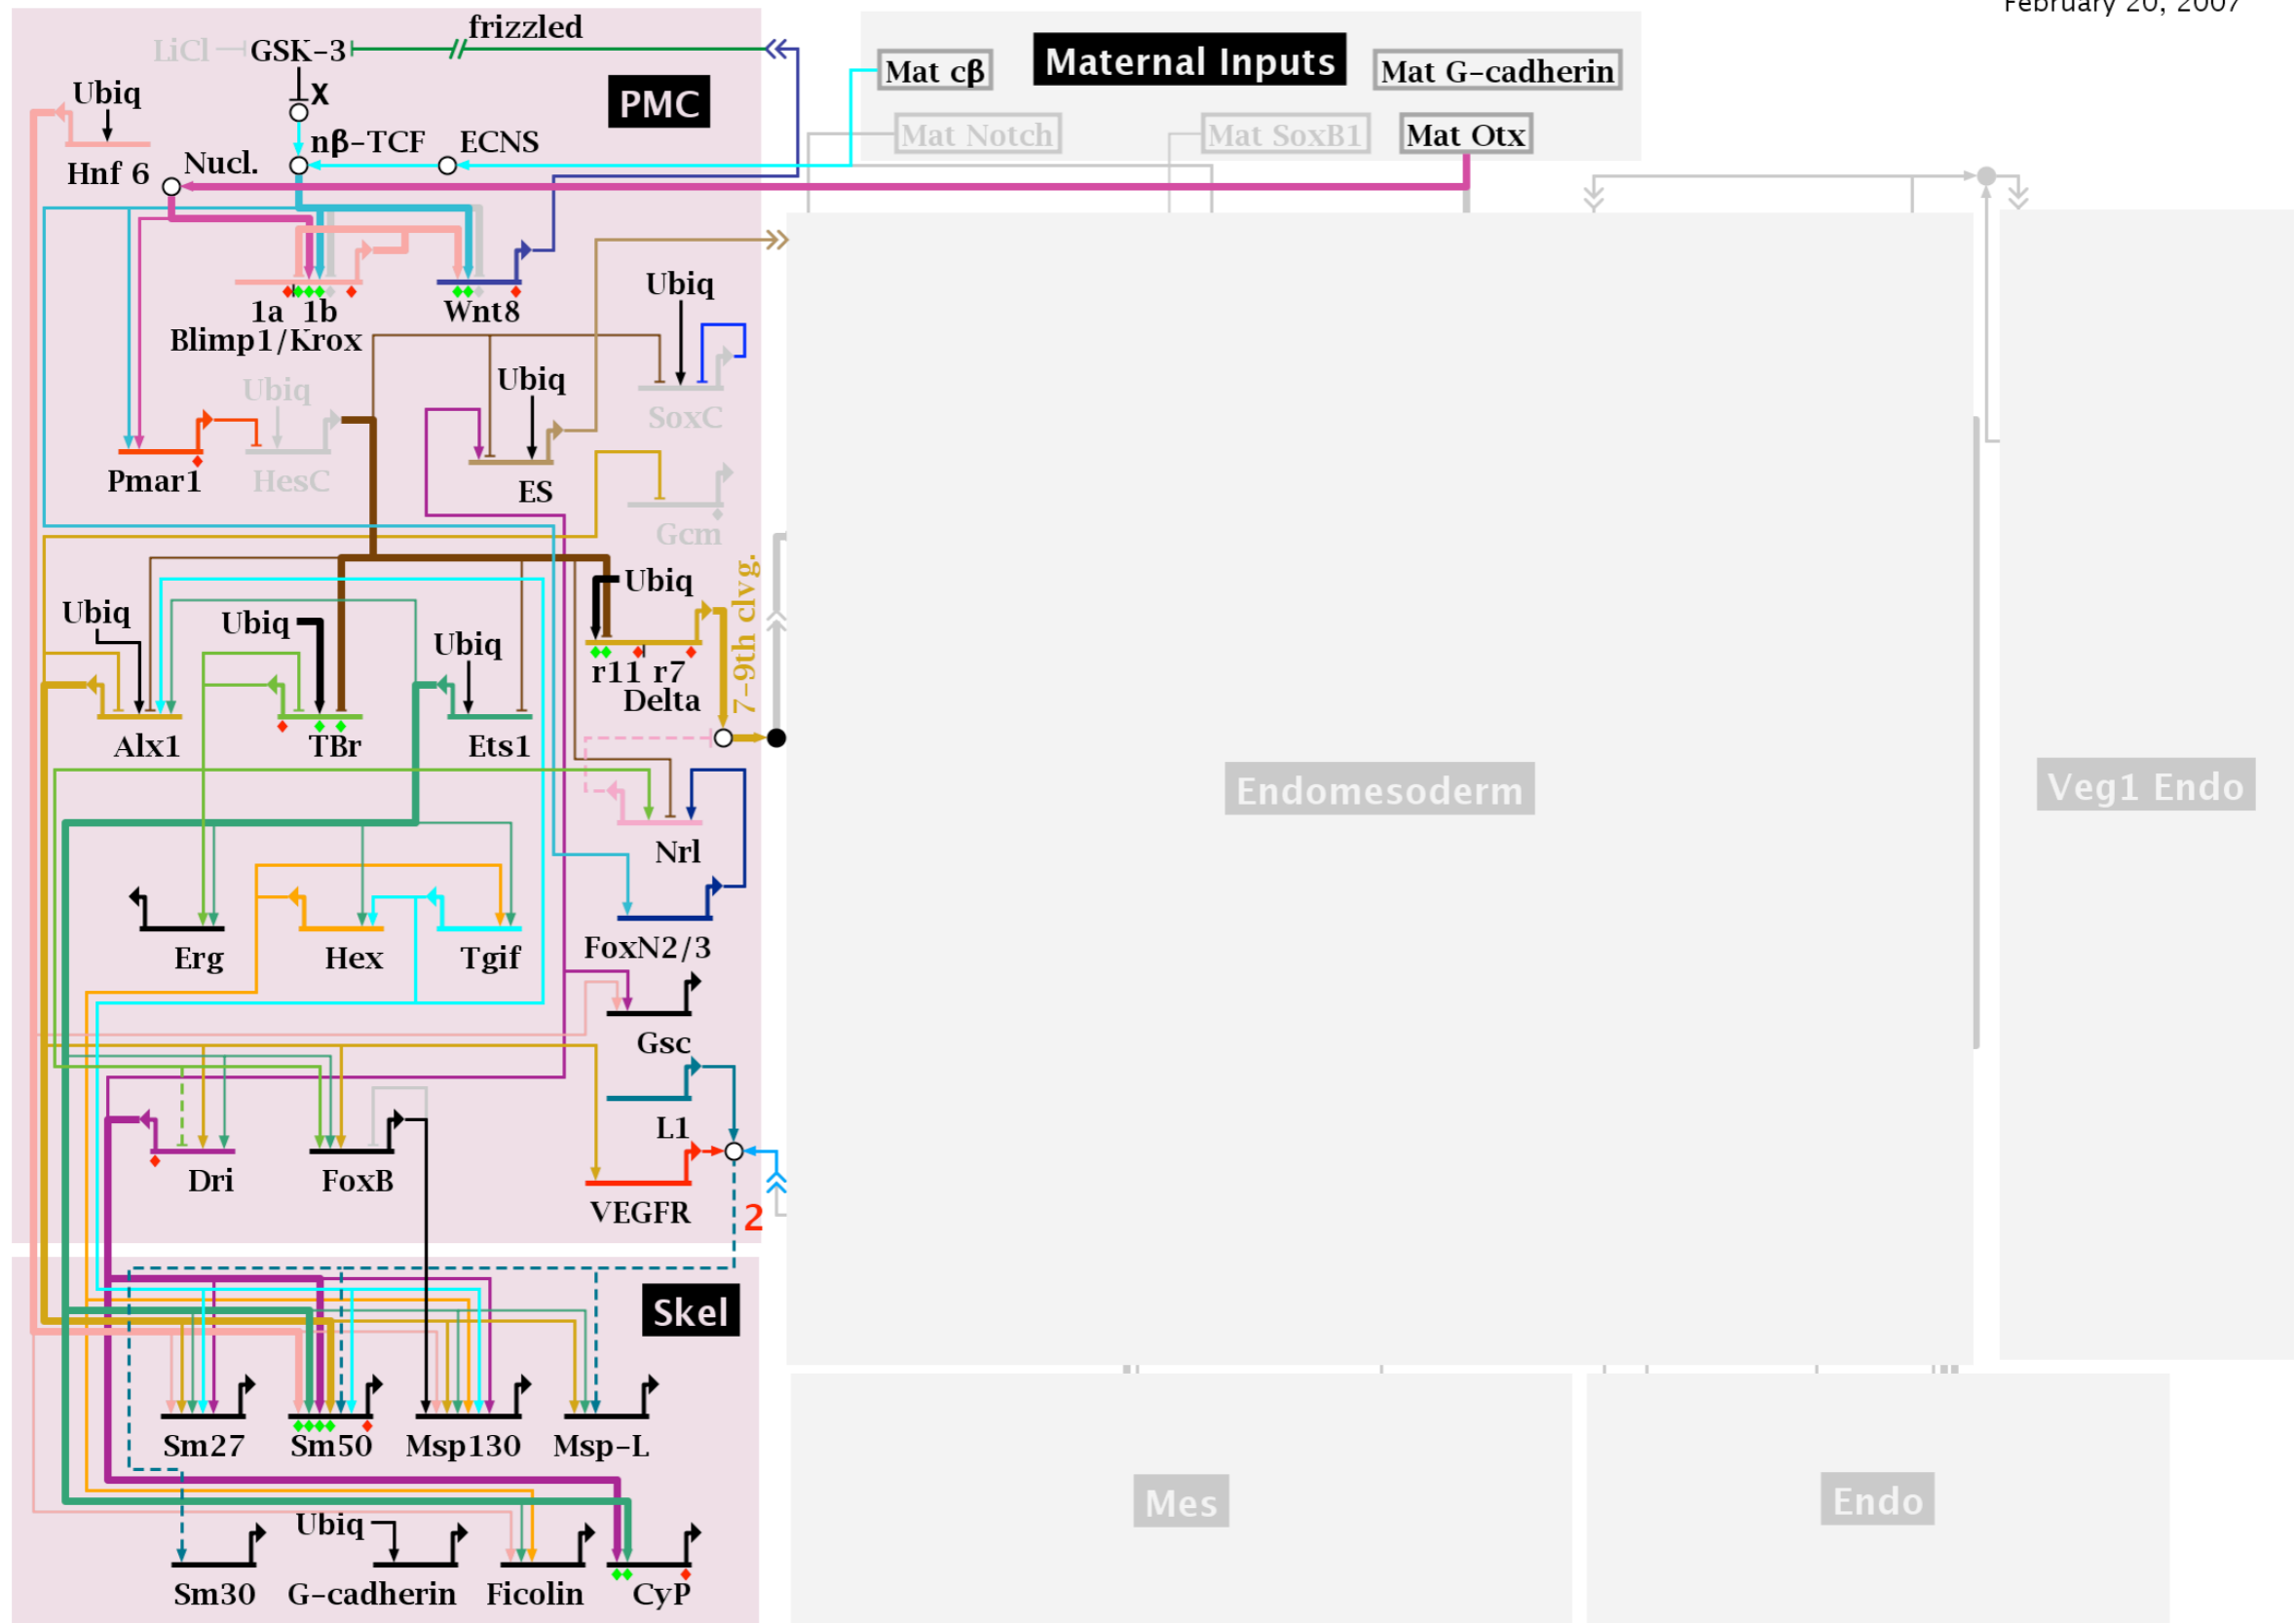 February 20, 2007
frizzled
LiCl
GSK-3
Maternal Inputs
Mat cβ
Mat G-cadherin
Ubiq
X
PMC
Mat Notch
Mat SoxB1
Mat Otx
nβ-TCF
ECNS
Hnf 6
Nucl.
Ubiq
1a 1b
Wnt8
Blimp1/Krox
Ubiq
Ubiq
SoxC
Pmar1
HesC
ES
Gcm
Ubiq
7-9th clvg.
Ubiq
Ubiq
Ubiq
r11 r7
Delta
Alx1
TBr
Ets1
Endomesoderm
Veg1 Endo
Nrl
Erg
Hex
Tgif
FoxN2/3
Gsc
L1
Dri
FoxB
VEGFR
2
Skel
Sm27
Sm50
Msp130
Msp-L
Mes
Endo
Ubiq
Sm30
G-cadherin
Ficolin
CyP